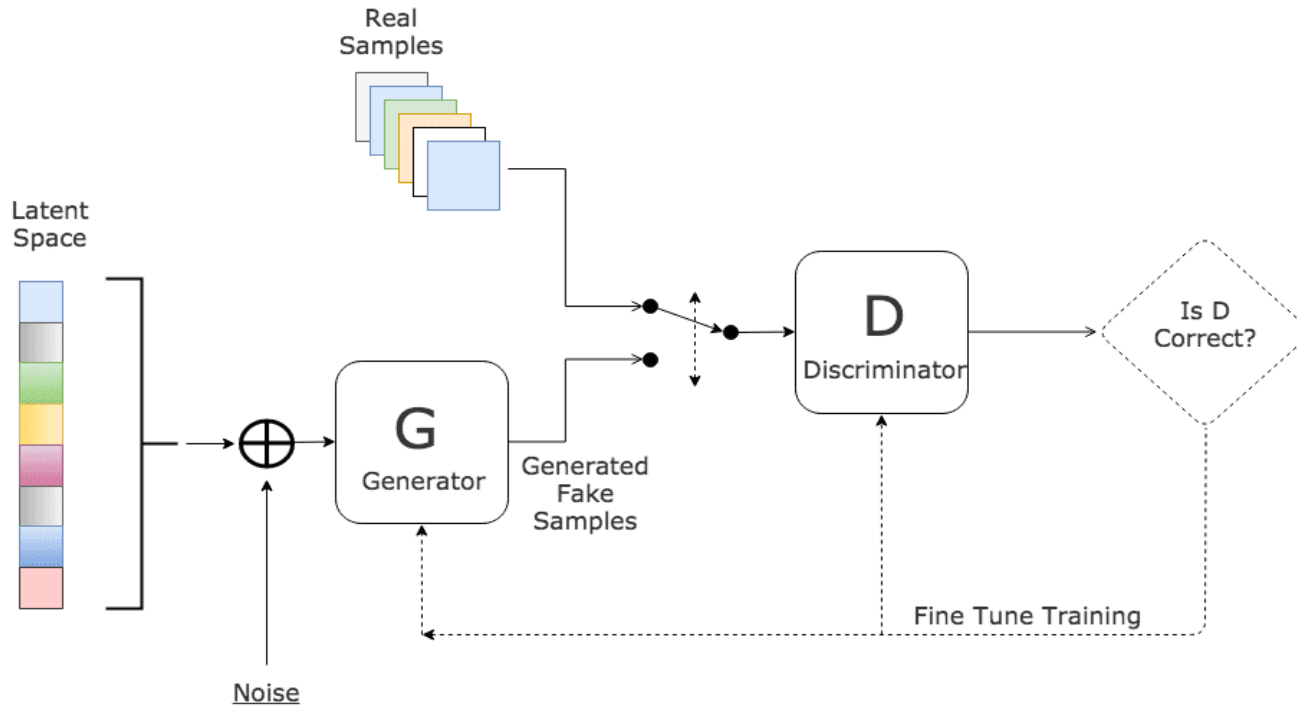 Real
Samples
Latent
Space
D
Discriminator
Is D
Correct?
G
Generator
Generated
Fake
Samples
Fine Tune Training
Noise